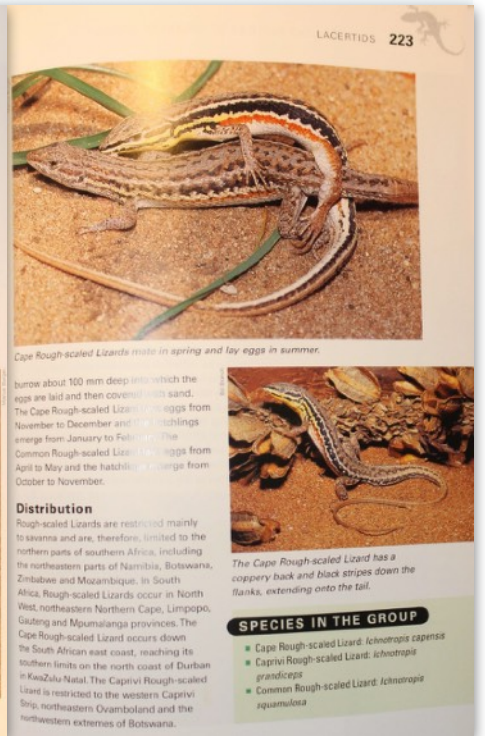 LACERTIDS 223
Cape Rough-scaled Lizards mate in spring and lay eggs in summer.
burrow about 100 mm deep into which the
eggs are laid and then covered with sand.
The Cape Rough-scaled Lizard eggs from
November to December and hatchlings
emerge from January to February. The
Common Rough-scaled Lizard eggs from
April to May and the hatchlings emerge from
October to November.
Distribution
Rough-scaled Lizards are restricted mainly
to savanna and are, therefore, limited to the
northern parts of southern Africa, including
the northeastern parts of Namibia, Botswana,
Zimbabwe and Mozambique. In South
Africa, Rough-scaled Lizards occur in North
West, northeastern Northern Cape, Limpopo,
Gauteng and Mpumalanga provinces. The
Cape Rough-scaled Lizard occurs down
the South African east coast, reaching its
southern limits on the north coast of Durban
in KwaZulu Natal. The Caprivi Rough-scaled
Lizard is restricted to the western Caprivi
Strip, northeastern Ovamboland and the
northwestern extremes of Botswana.
The Cape Rough-scaled Lizard has a
coppery back and black stripes down the
flanks, extending onto the tail.
SPECIES IN THE GROUP
Cape Rough-scaled Lizard: Ichnotropis capensis
Caprivi Rough-scaled Lizard: Ichnotropis
grandiceps
Common Rough-scaled Lizard: Ichnotropis
squamulosa